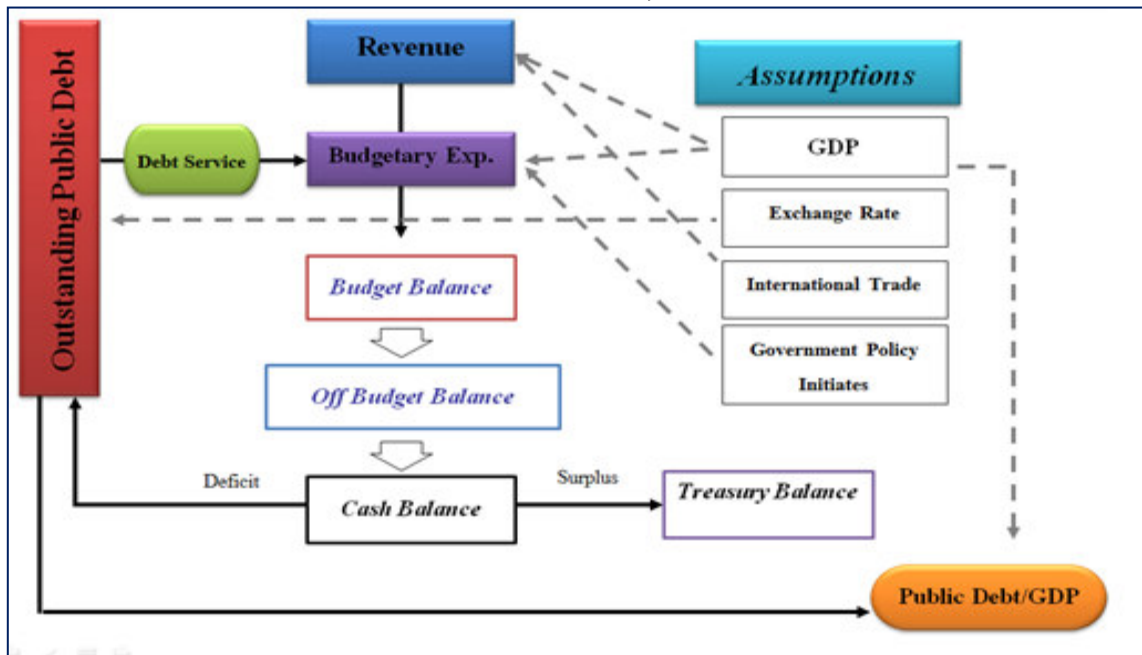 Outstanding Public Debt
Revenue
Assumptions
GDP
Debt Service
Budgetary Exp.
Exchange Rate
Budget Balance
International Trade
Government Policy
Initiates
Off Budget Balance
Deficit
Cash Balance
Surplus
Treasury Balance
Public Debt/GDP